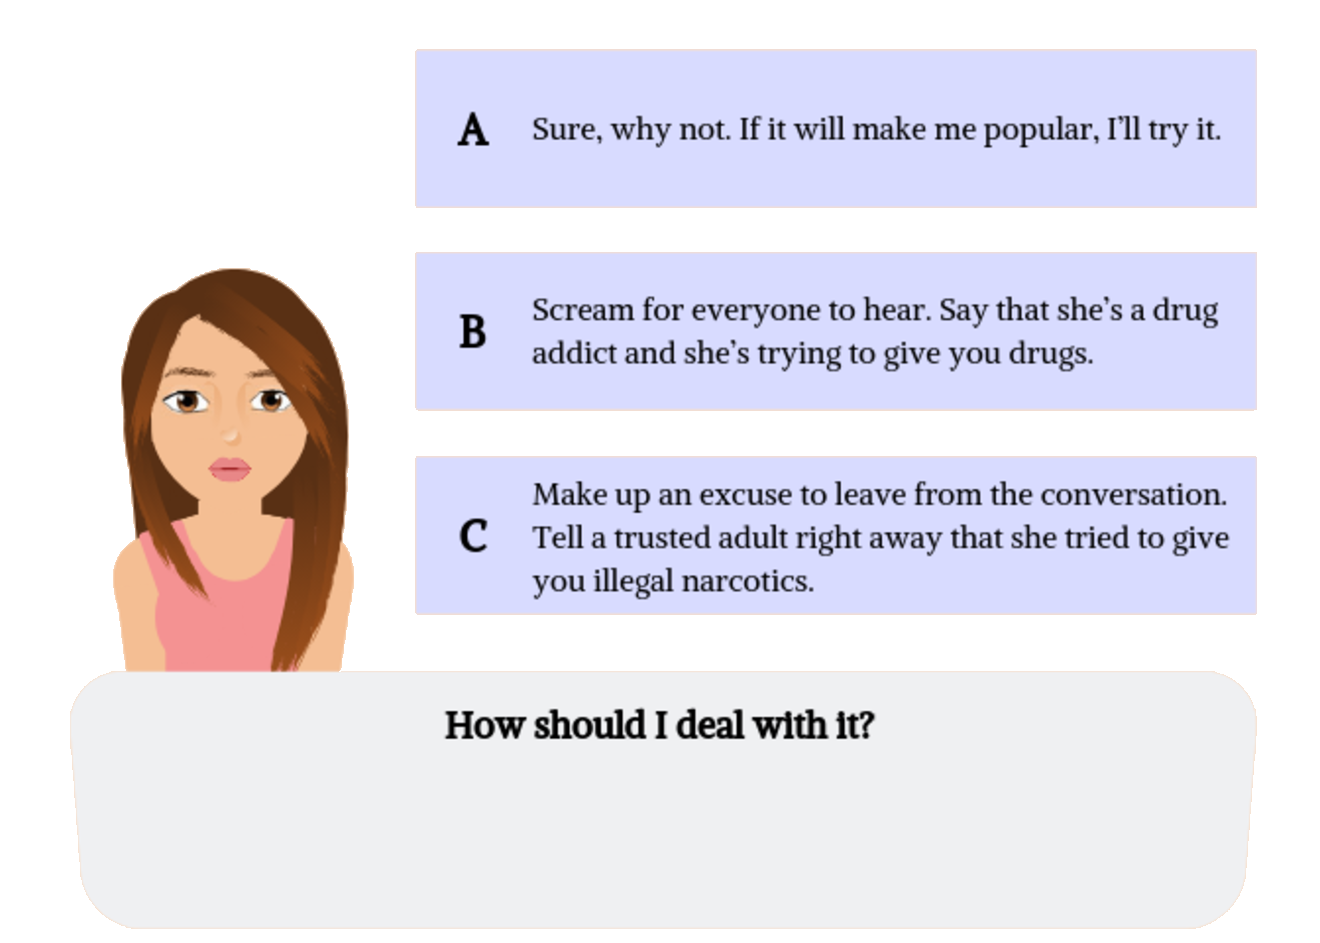 A
Sure, why not. If it will make me popular, I’ll try it.
B
Scream for everyone to hear. Say that she’s a drug
addict and she’s trying to give you drugs.
C
Make up an excuse to leave from the conversation.
Tell a trusted adult right away that she tried to give
you illegal narcotics.
How should I deal with it?